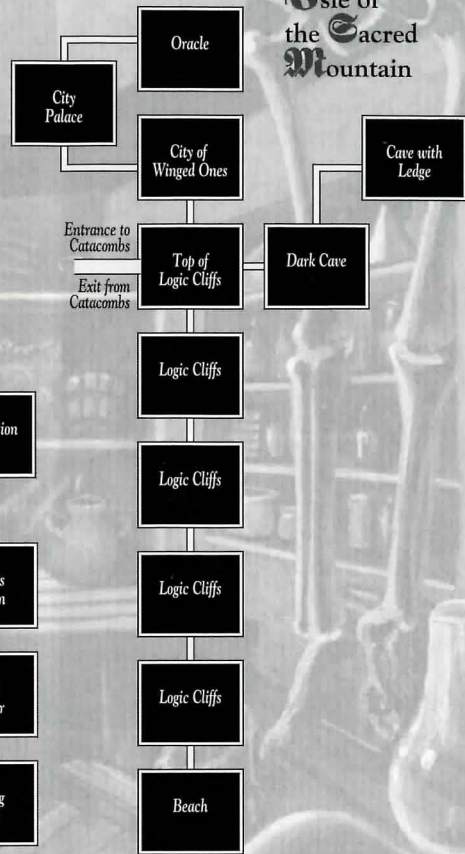 Isle of
the Sacred
Mountain
Oracle
City
Palace
City of
Winged Ones
Cave with
Ledge
Entrance to
Catacombs
Exit from
Catacombs
Top of
Logic Cliffs
Dark Cave
Logic Cliffs
ion
Logic Cliffs
s
m
Logic Cliffs
r
Logic Cliffs
g
Beach